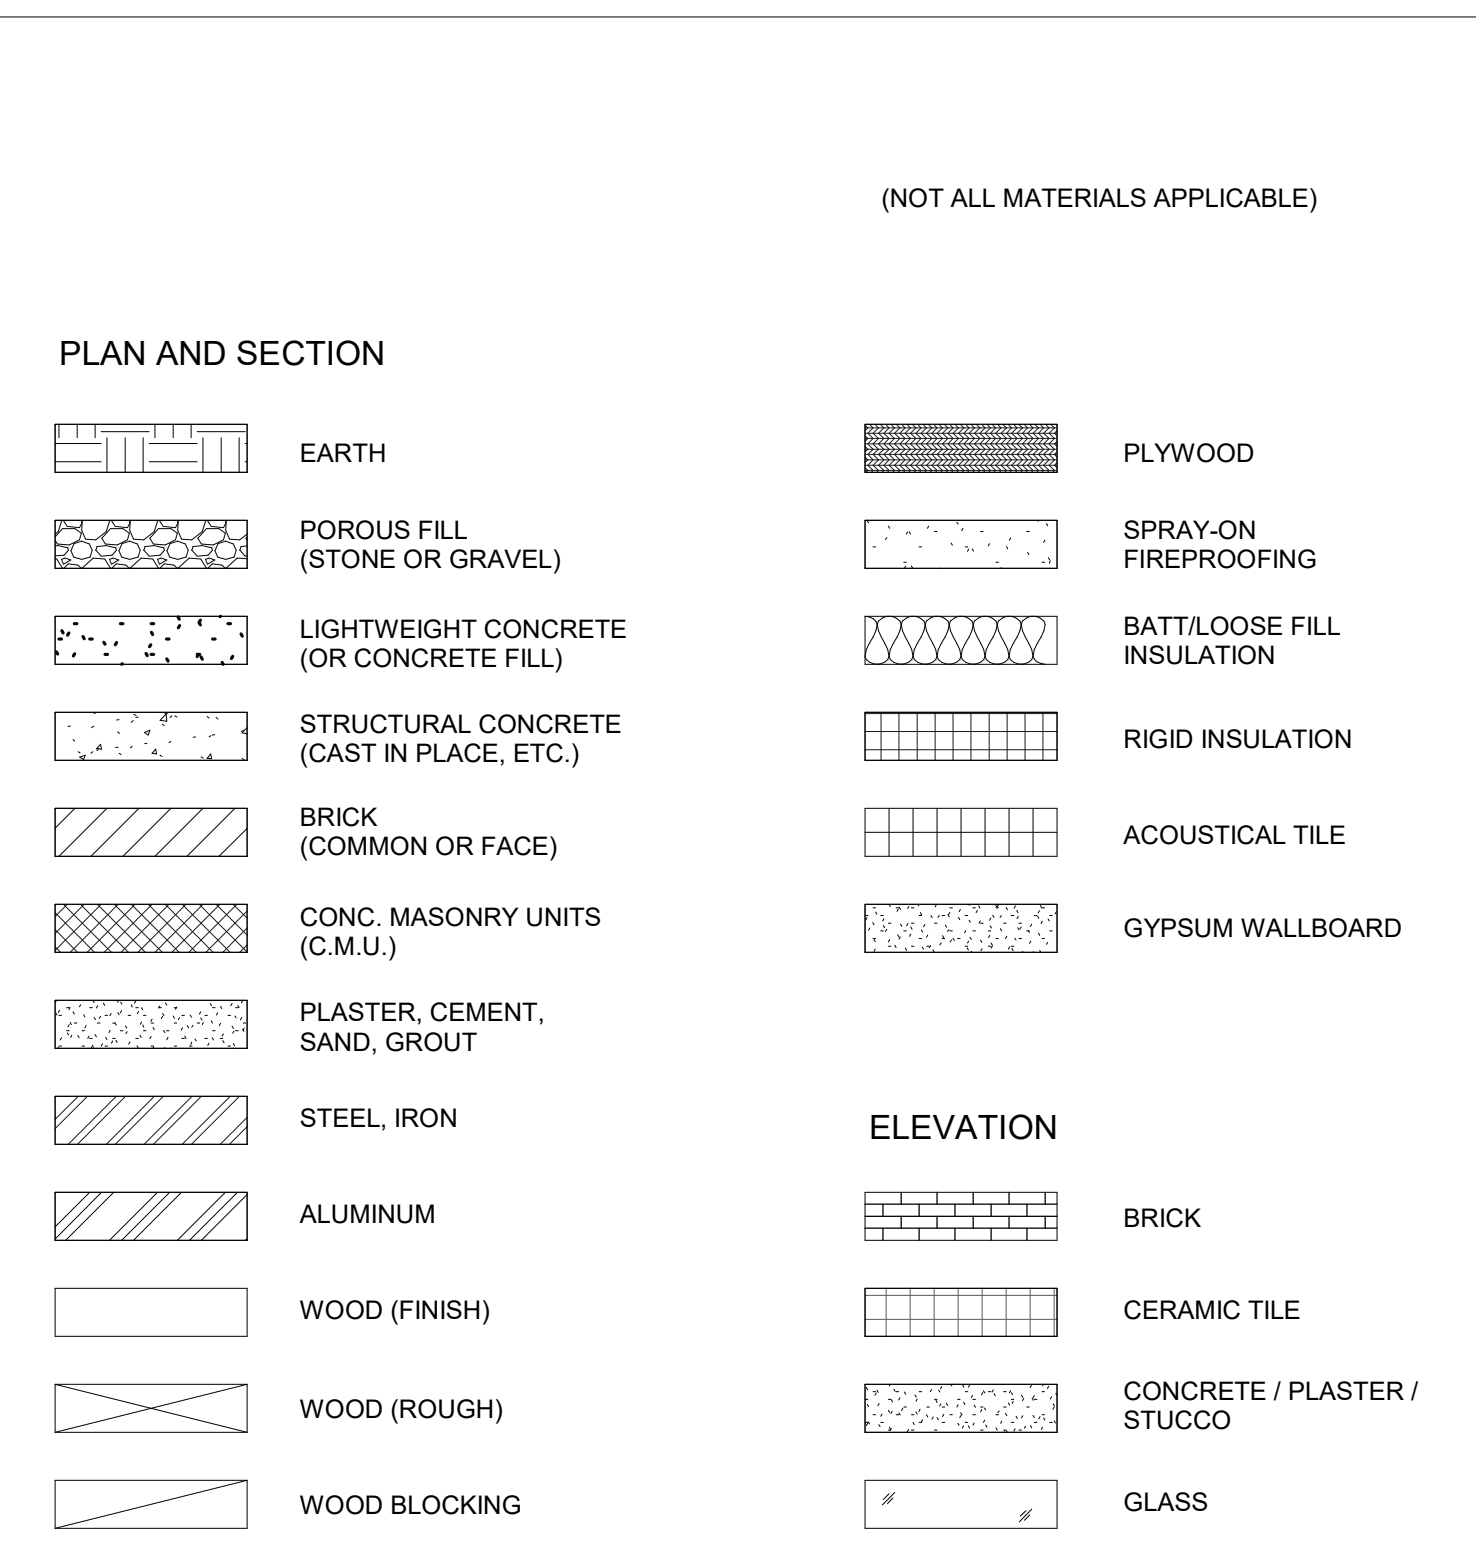 (NOT ALL MATERIALS APPLICABLE)
PLAN AND SECTION
EARTH
POROUS FILL
(STONE OR GRAVEL)
LIGHTWEIGHT CONCRETE
(OR CONCRETE FILL)
STRUCTURAL CONCRETE
(CAST IN PLACE, ETC.)
BRICK
(COMMON OR FACE)
CONC. MASONRY UNITS
(C.M.U.)
PLASTER, CEMENT,
SAND, GROUT
STEEL, IRON
ALUMINUM
WOOD (FINISH)
WOOD (ROUGH)
WOOD BLOCKING
PLYWOOD
SPRAY-ON
FIREPROOFING
BATT/LOOSE FILL
INSULATION
RIGID INSULATION
ACOUSTICAL TILE
GYPSUM WALLBOARD
ELEVATION
BRICK
CERAMIC TILE
CONCRETE / PLASTER /
STUCCO
GLASS